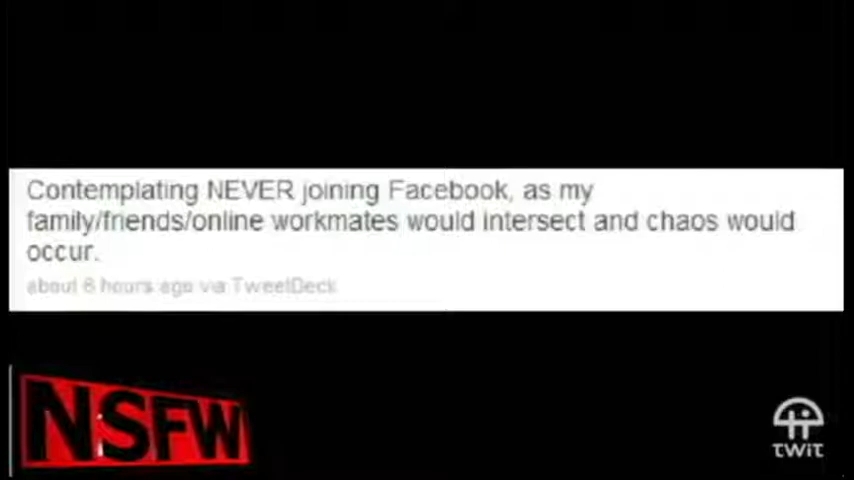 Contemplating NEVER joining Facebook, as my
family/friends/online workmates would intersect and chaos would
occur.
about 6 hours ago via TweetDeck
NSFW
TWiT